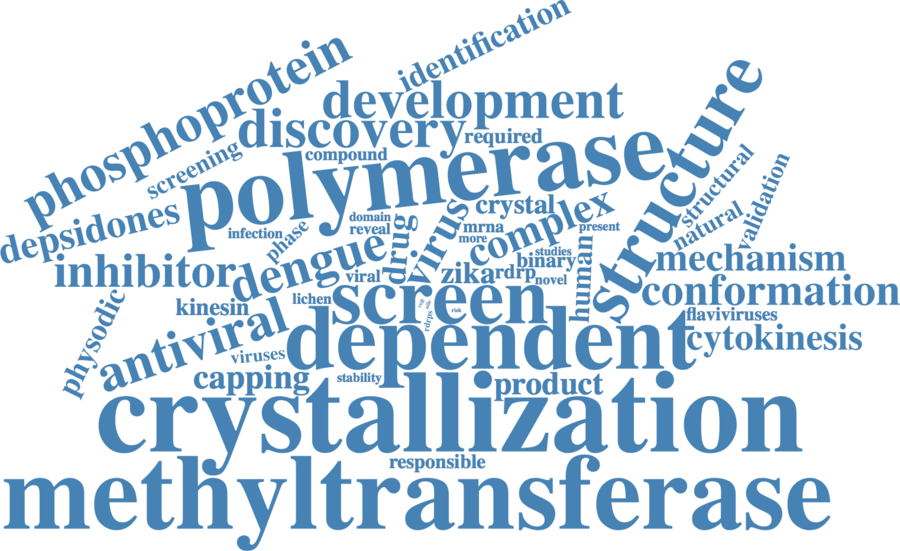 identification
phosphoprotein
development
discovery
required
structure
screening
compound
polymerase
structural
natural
validation
depsidones
domain
reveal
infection
phase
drug
virus
crystal
mrna
more
complex
present
human
inhibitor
dengue
viral
zika
rdrp
binary
studies
novel
mechanism
conformation
physodic
kinesin
lichen
screen
rdrps
risk
flaviviruses
antiviral
viruses
dependent
cytokinesis
capping
stability
product
crystallization
responsible
methyltransferase